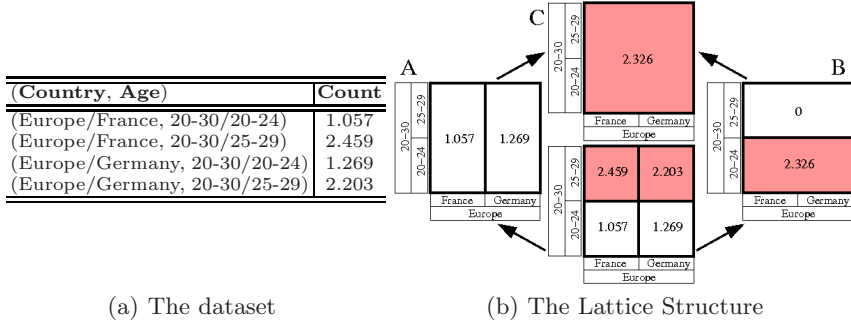 (Country, Age) Count
(Europe/France, 20-30/20-24) 1.057
(Europe/France, 20-30/25-29) 2.459
(Europe/Germany, 20-30/20-24) 1.269
(Europe/Germany, 20-30/25-29) 2.203
(a) The dataset
C
20-30
25-29
20-24
2.326
France Germany
Europe
A
20-30
25-29
20-24
1.057 1.269
France Germany
Europe
B
20-30
25-29
20-24
0
2.326
France Germany
Europe
20-30
25-29
20-24
2.459 2.203
1.057 1.269
France Germany
Europe
(b) The Lattice Structure